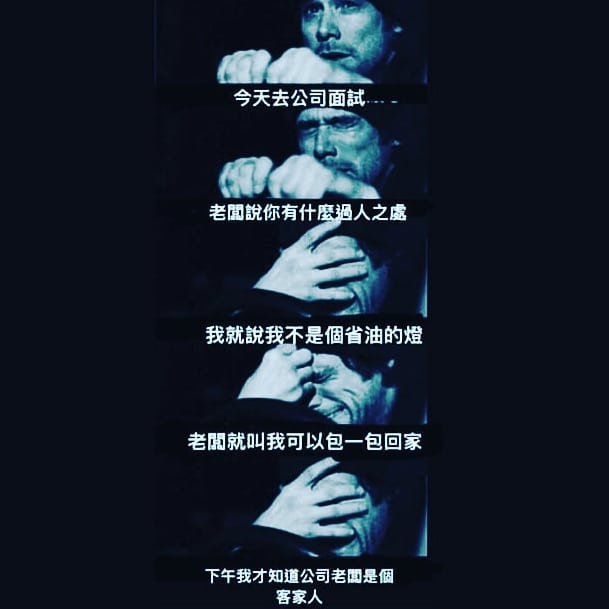 今天去公司面試
老闆說你有什麼過人之處
我就說我不是個省油的燈
老闆就叫我可以包一包回家
下午我才知道公司老闆是個
客家人